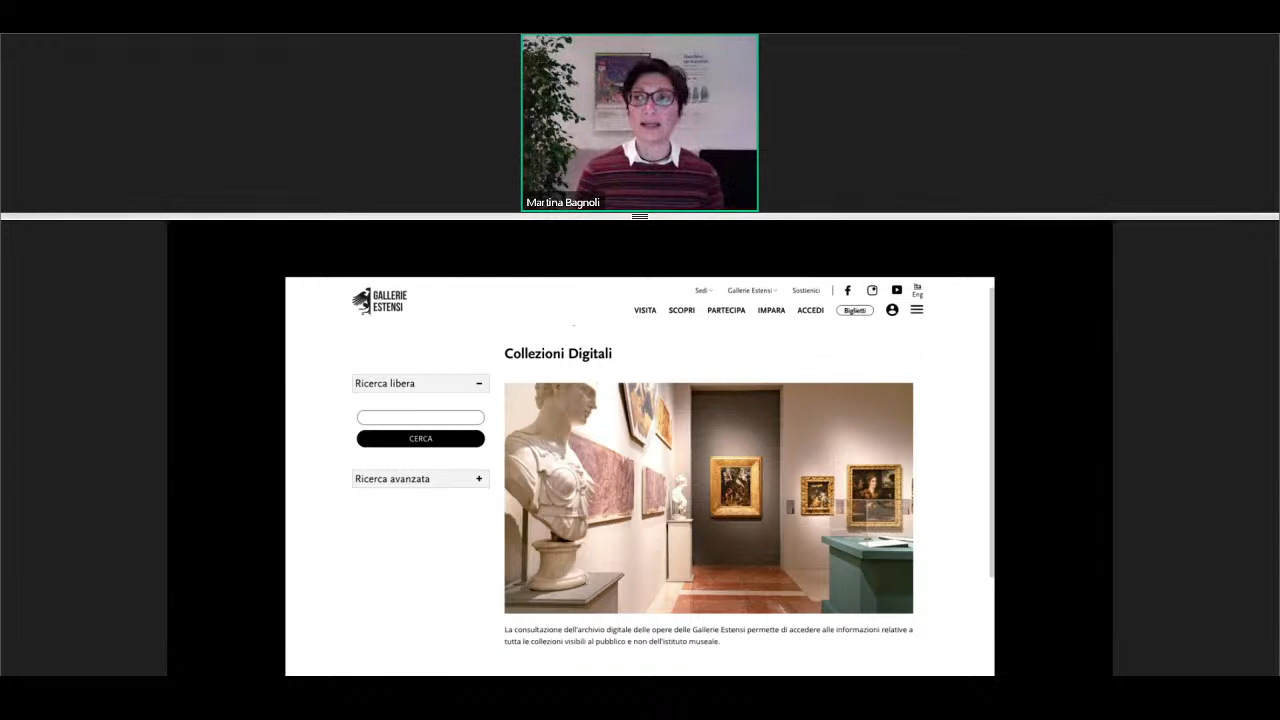 Martina Bagnoli
GALLERIE
ESTENSI
Sedi Gallerie Estensi Sostienici
Ita
Eng
VISITA SCOPRI PARTECIPA IMPARA ACCEDI Biglietti
Collezioni Digitali
Ricerca libera
CERCA
Ricerca avanzata
La consultazione dell'archivio digitale delle opere delle Gallerie Estensi permette di accedere alle informazioni relative a
tutta le collezioni visibili al pubblico e non dell'istituto museale.